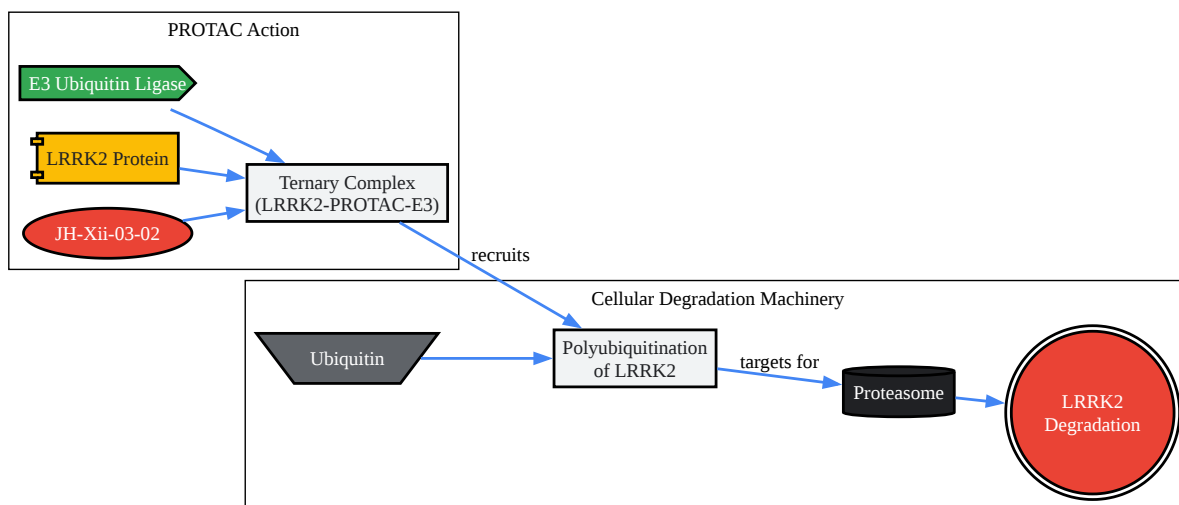 PROTAC Action
E3 Ubiquitin Ligase
LRRK2 Protein
JH-Xii-03-02
Ternary Complex
(LRRK2-PROTAC-E3)
recruits
Cellular Degradation Machinery
Ubiquitin
Polyubiquitination
of LRRK2
targets for
Proteasome
LRRK2
Degradation